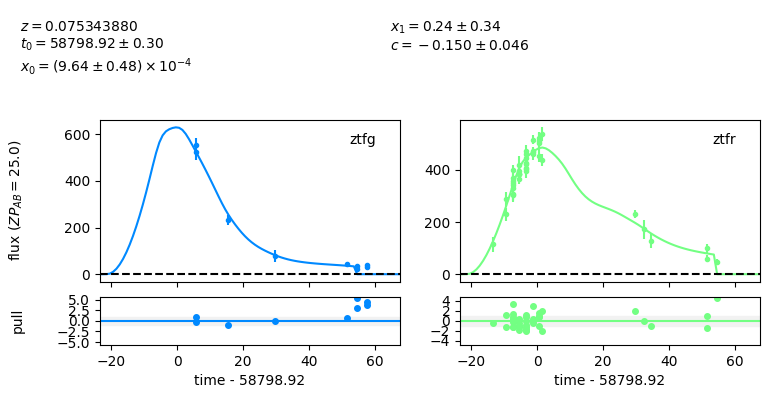 z = 0.075343880
t₀ = 58798.92 ± 0.30
x₀ = (9.64 ± 0.48) × 10⁻⁴
x₁ = 0.24 ± 0.34
c = −0.150 ± 0.046
flux (ZP_AB = 25.0)
600
400
200
0
ztfg
400
200
0
ztfr
pull
5.0
2.5
0.0
−2.5
−5.0
4
2
0
−2
−4
−20 0 20 40 60
−20 0 20 40 60
time - 58798.92
time - 58798.92